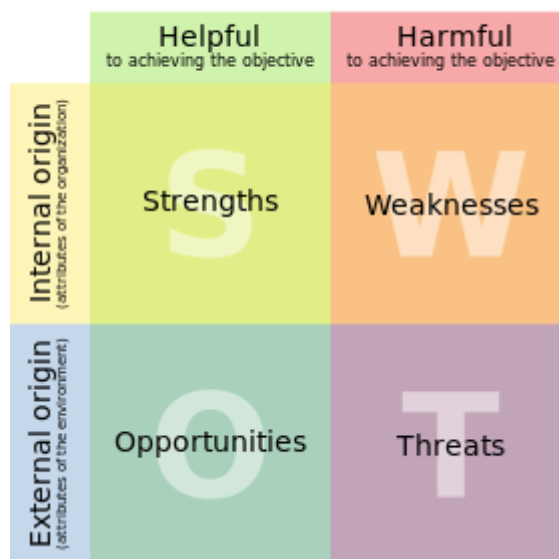 Helpful
to achieving the objective
Harmful
to achieving the objective
Internal origin
(attributes of the organization)
S
Strengths
W
Weaknesses
External origin
(attributes of the environment)
O
Opportunities
T
Threats